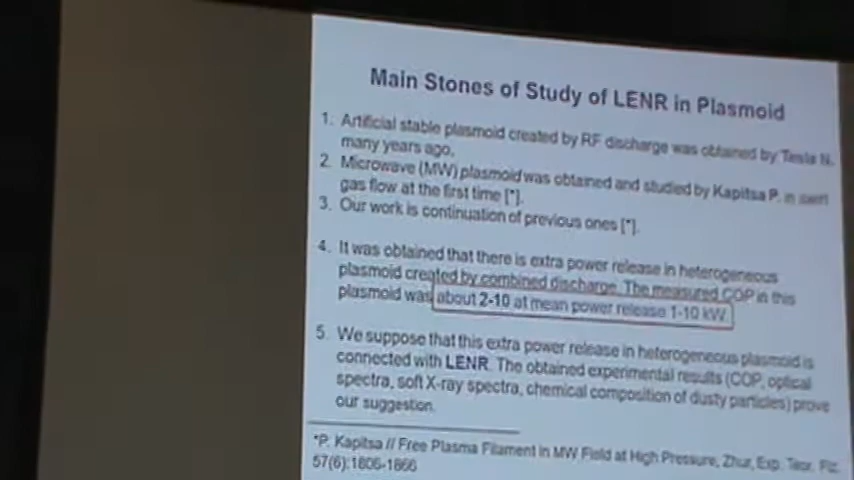 Main Stones of Study of LENR in Plasmoid
1. Artificial stable plasmoid created by RF discharge was obtained by Tesla N.
many years ago,
2. Microwave (MW) plasmoid was obtained and studied by Kapitsa P. in swirl
gas flow at the first time [*].
3. Our work is continuation of previous ones [*].
4. It was obtained that there is extra power release in heterogeneous
plasmoid created by combined discharge. The measured COP in this
plasmoid was about 2-10 at mean power release 1-10 kW.
5. We suppose that this extra power release in heterogeneous plasmoid is
connected with LENR. The obtained experimental results (COP, optical
spectra, soft X-ray spectra, chemical composition of dusty particles) prove
our suggestion.
*P. Kapitsa // Free Plasma Filament in MW Field at High Pressure, Zhur, Exp. Teor. Fiz.
57(6):1806-1866